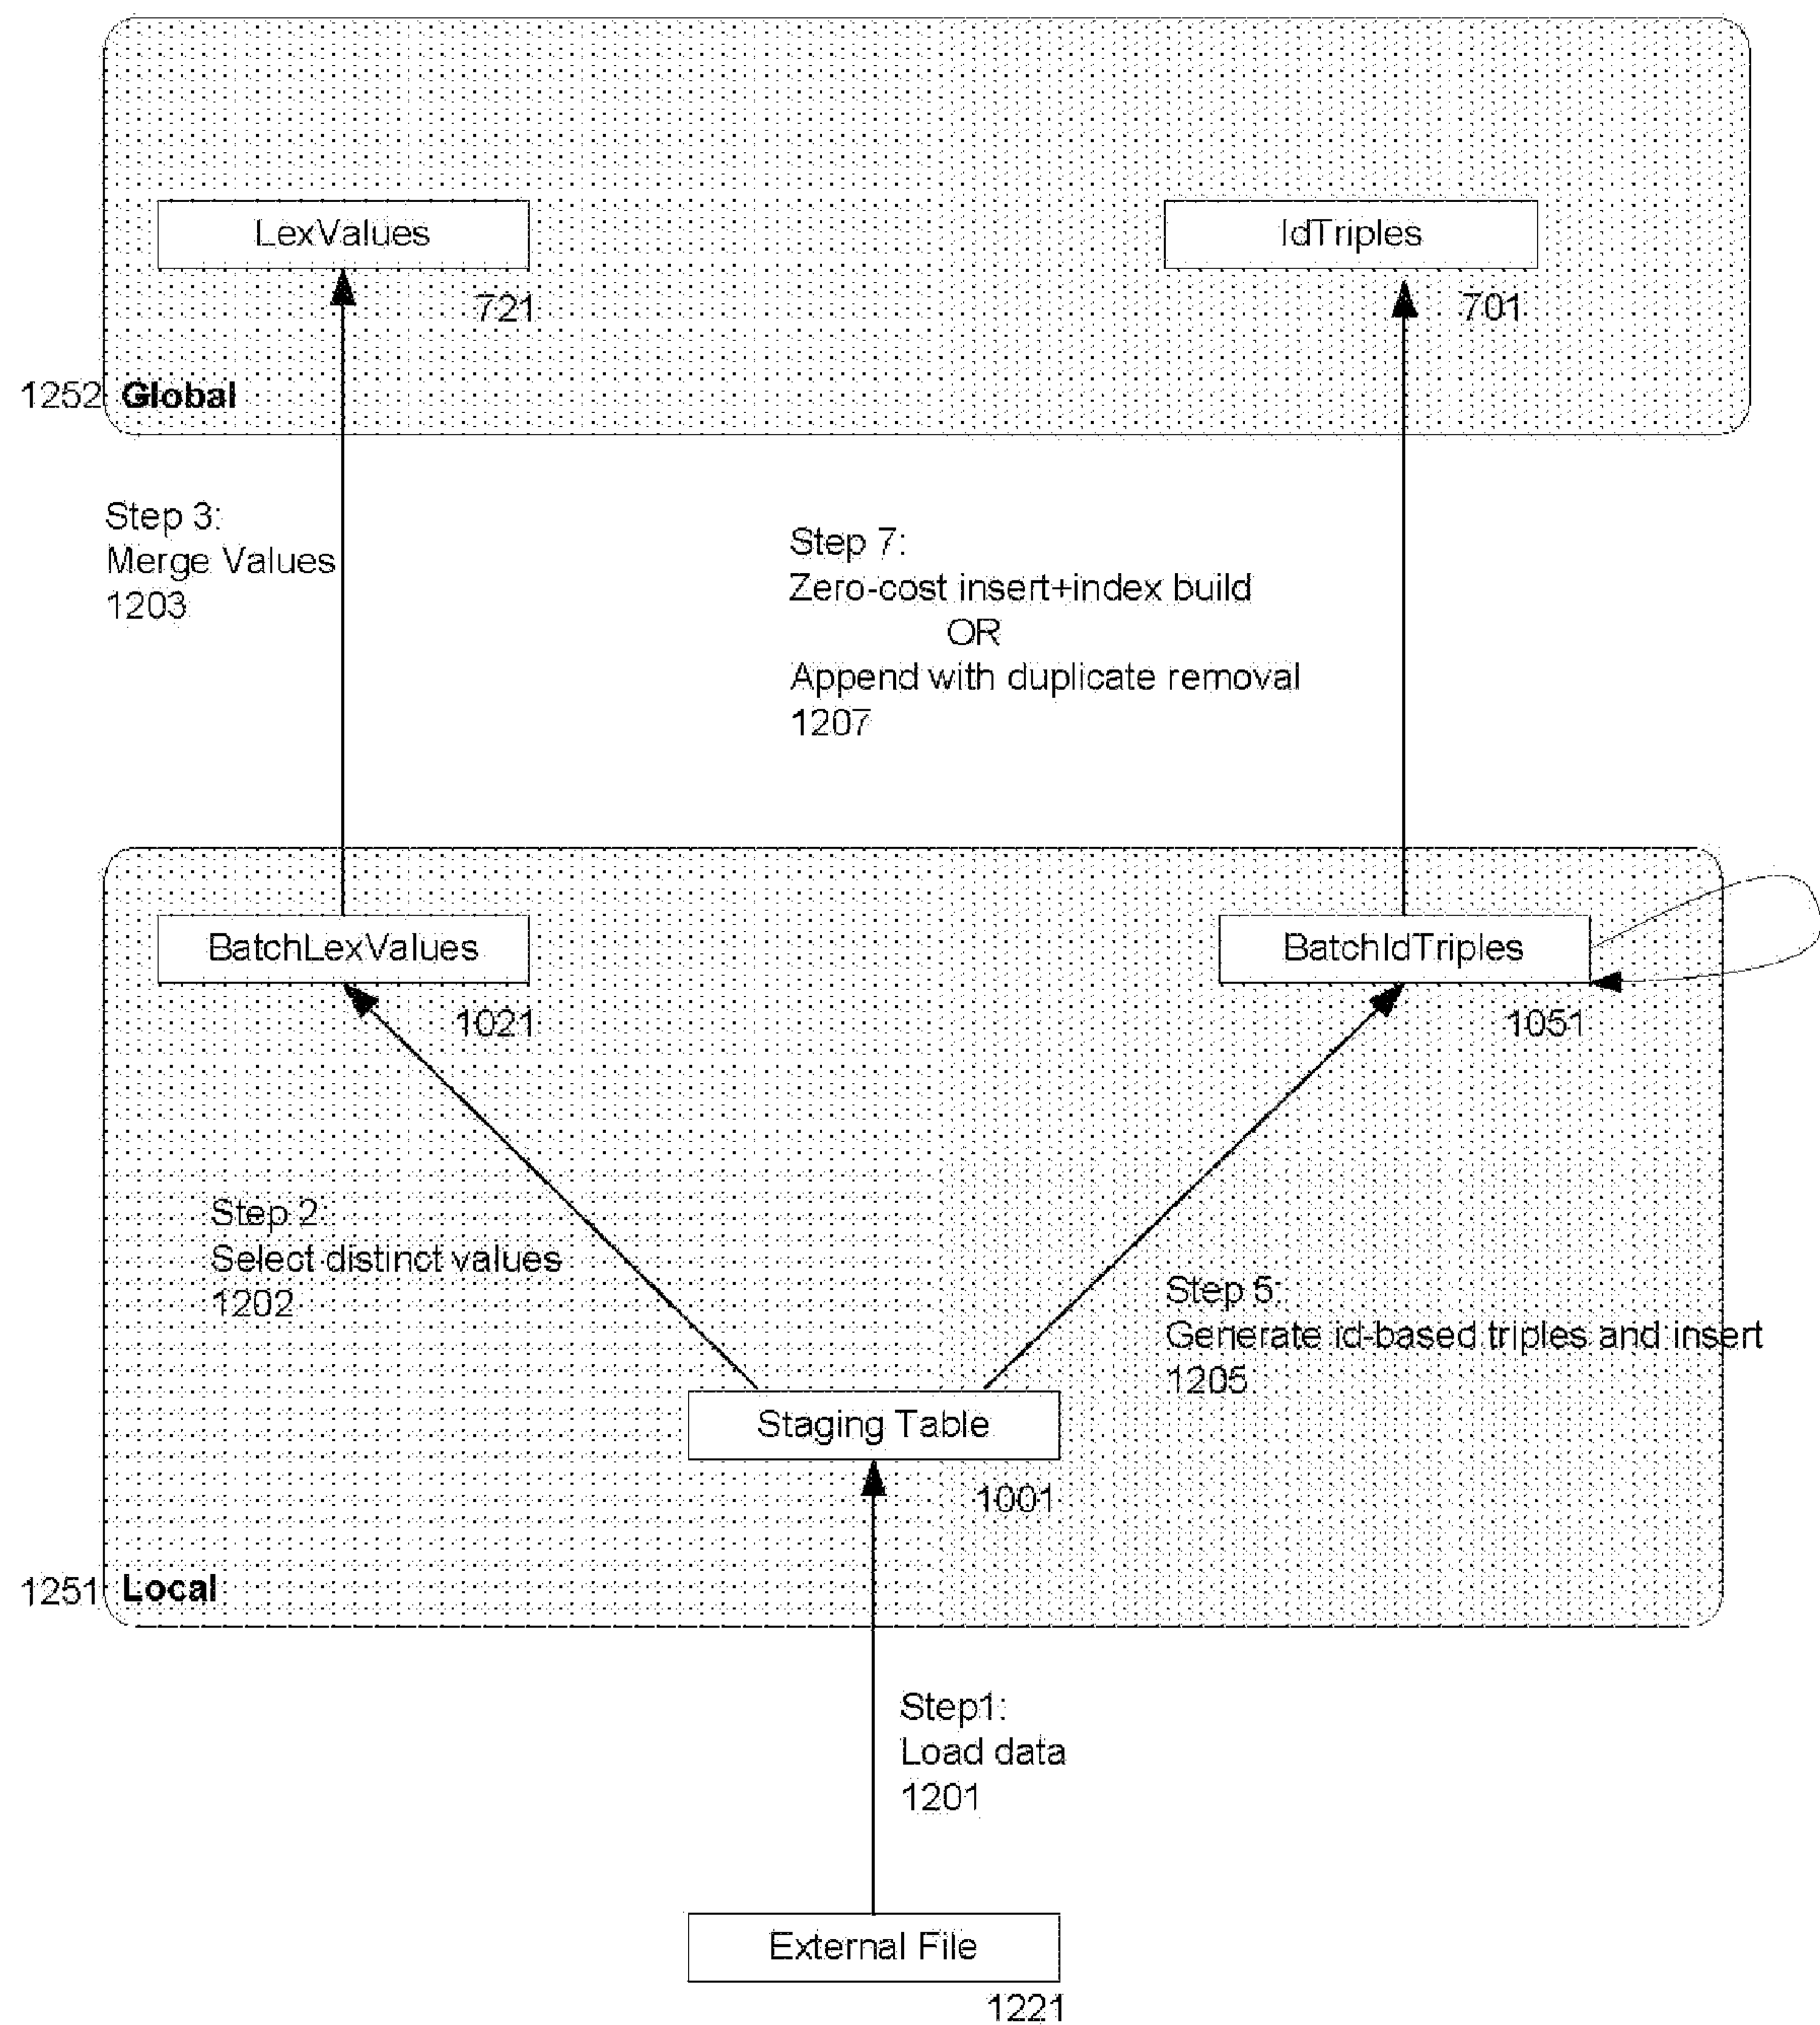 LexValues
721
IdTriples
701
1252 Global
Step 3:
Merge Values
1203
Step 7:
Zero-cost insert+index build
OR
Append with duplicate removal
1207
BatchLexValues
1021
BatchIdTriples
1051
Step 2:
Select distinct values
1202
Step 5:
Generate id-based triples and insert
1205
Staging Table
1001
1251 Local
Step1:
Load data
1201
External File
1221